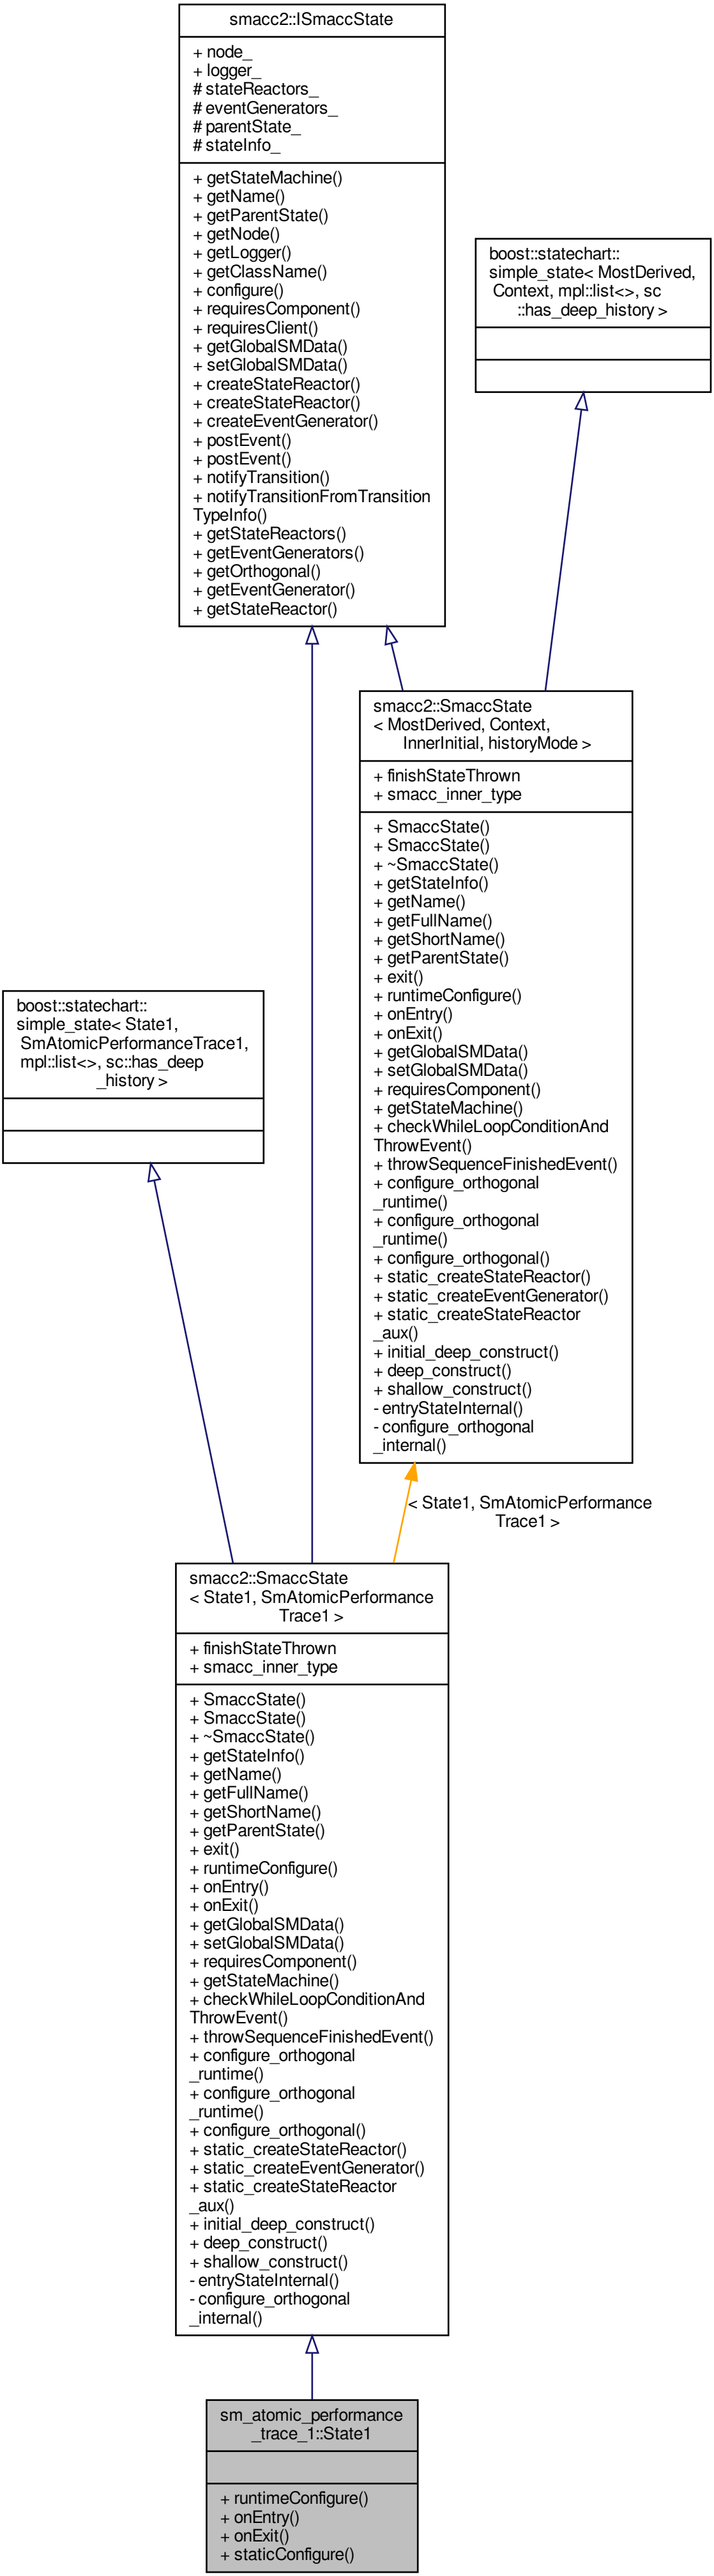 smacc2::ISmaccState
+ node_
+ logger_
# stateReactors_
# eventGenerators_
# parentState_
# stateInfo_
+ getStateMachine()
+ getName()
+ getParentState()
+ getNode()
+ getLogger()
+ getClassName()
+ configure()
+ requiresComponent()
+ requiresClient()
+ getGlobalSMData()
+ setGlobalSMData()
+ createStateReactor()
+ createStateReactor()
+ createEventGenerator()
+ postEvent()
+ postEvent()
+ notifyTransition()
+ notifyTransitionFromTransition
TypeInfo()
+ getStateReactors()
+ getEventGenerators()
+ getOrthogonal()
+ getEventGenerator()
+ getStateReactor()
boost::statechart::
simple_state< MostDerived,
Context, mpl::list<>, sc
::has_deep_history >
smacc2::SmaccState
< MostDerived, Context,
InnerInitial, historyMode >
+ finishStateThrown
+ smacc_inner_type
+ SmaccState()
+ SmaccState()
+ ~SmaccState()
+ getStateInfo()
+ getName()
+ getFullName()
+ getShortName()
+ getParentState()
+ exit()
+ runtimeConfigure()
+ onEntry()
+ onExit()
+ getGlobalSMData()
+ setGlobalSMData()
+ requiresComponent()
+ getStateMachine()
+ checkWhileLoopConditionAnd
ThrowEvent()
+ throwSequenceFinishedEvent()
+ configure_orthogonal
_runtime()
+ configure_orthogonal
_runtime()
+ configure_orthogonal()
+ static_createStateReactor()
+ static_createEventGenerator()
+ static_createStateReactor
_aux()
+ initial_deep_construct()
+ deep_construct()
+ shallow_construct()
- entryStateInternal()
- configure_orthogonal
_internal()
boost::statechart::
simple_state< State1,
SmAtomicPerformanceTrace1,
mpl::list<>, sc::has_deep
_history >
< State1, SmAtomicPerformance
Trace1 >
smacc2::SmaccState
< State1, SmAtomicPerformance
Trace1 >
+ finishStateThrown
+ smacc_inner_type
+ SmaccState()
+ SmaccState()
+ ~SmaccState()
+ getStateInfo()
+ getName()
+ getFullName()
+ getShortName()
+ getParentState()
+ exit()
+ runtimeConfigure()
+ onEntry()
+ onExit()
+ getGlobalSMData()
+ setGlobalSMData()
+ requiresComponent()
+ getStateMachine()
+ checkWhileLoopConditionAnd
ThrowEvent()
+ throwSequenceFinishedEvent()
+ configure_orthogonal
_runtime()
+ configure_orthogonal
_runtime()
+ configure_orthogonal()
+ static_createStateReactor()
+ static_createEventGenerator()
+ static_createStateReactor
_aux()
+ initial_deep_construct()
+ deep_construct()
+ shallow_construct()
- entryStateInternal()
- configure_orthogonal
_internal()
sm_atomic_performance
_trace_1::State1
+ runtimeConfigure()
+ onEntry()
+ onExit()
+ staticConfigure()